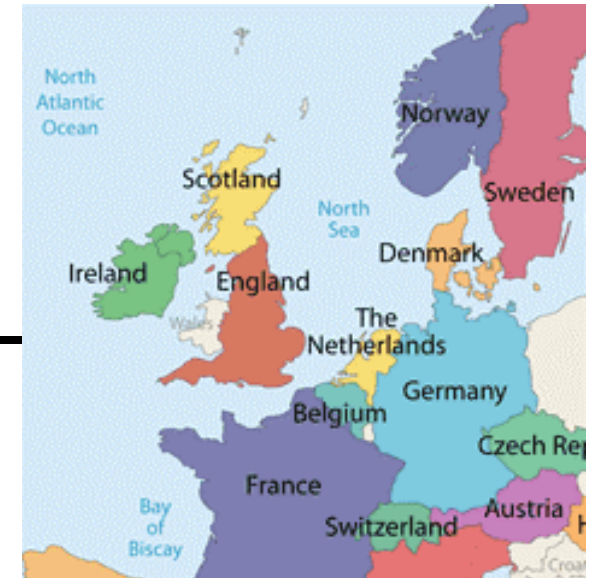 North
Atlantic
Ocean
Norway
Scotland
Sweden
North
Sea
Denmark
Ireland
England
Wales
The
Netherlands
Germany
Belgium
Czech Rep
France
Bay
of
Biscay
Switzerland
Austria
H
Croat